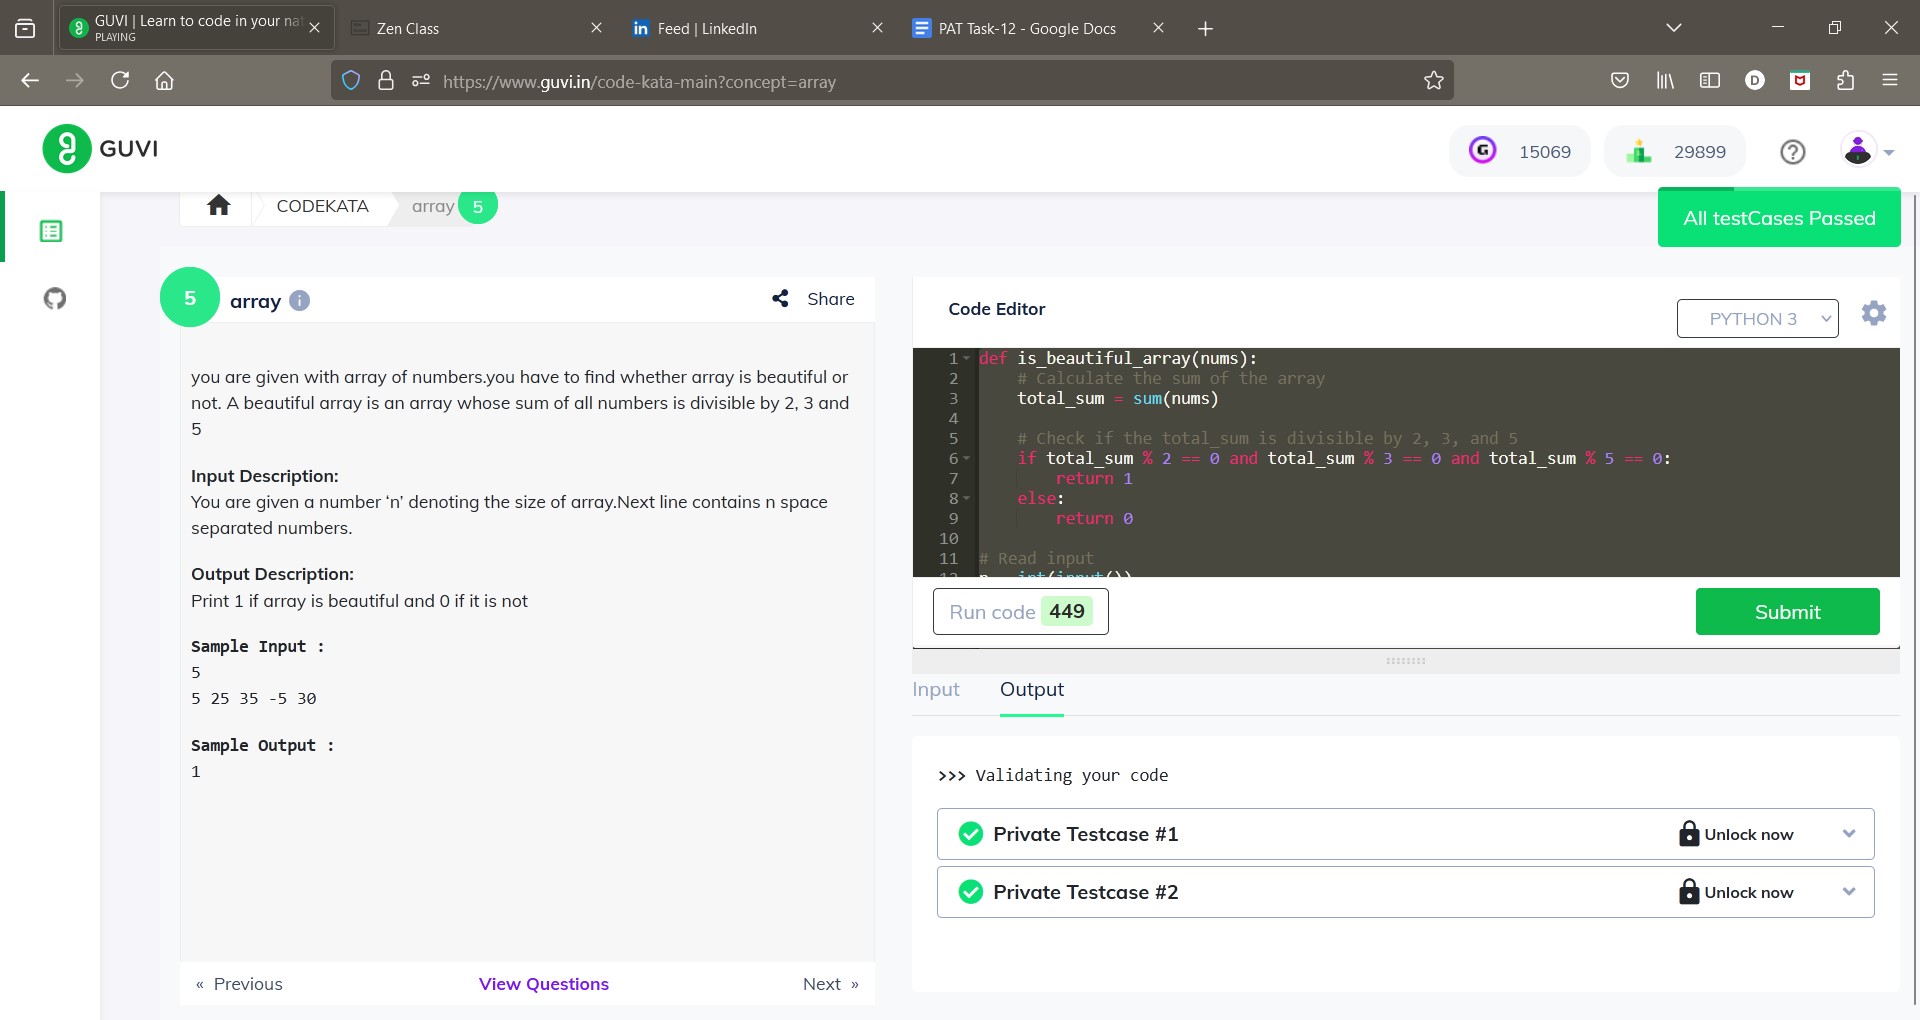 GUVI | Learn to code in your nat
PLAYING
Zen Class
Feed | LinkedIn
PAT Task-12 - Google Docs
https://www.guvi.in/code-kata-main?concept=array
D
GUVI
G 15069
29899
CODEKATA
array 5
All testCases Passed
5 array
Share
you are given with array of numbers.you have to find whether array is beautiful or
not. A beautiful array is an array whose sum of all numbers is divisible by 2, 3 and
5
Input Description:
You are given a number ‘n’ denoting the size of array.Next line contains n space
separated numbers.
Output Description:
Print 1 if array is beautiful and 0 if it is not
Sample Input :
5
5 25 35 -5 30
Sample Output :
1
« Previous
View Questions
Next »
Code Editor
PYTHON 3
1 def is_beautiful_array(nums):
2     # Calculate the sum of the array
3     total_sum = sum(nums)
4
5     # Check if the total_sum is divisible by 2, 3, and 5
6     if total_sum % 2 == 0 and total_sum % 3 == 0 and total_sum % 5 == 0:
7         return 1
8     else:
9         return 0
10
11 # Read input
12 n = int(input())
Run code 449
Submit
Input
Output
>>> Validating your code
Private Testcase #1
Unlock now
Private Testcase #2
Unlock now